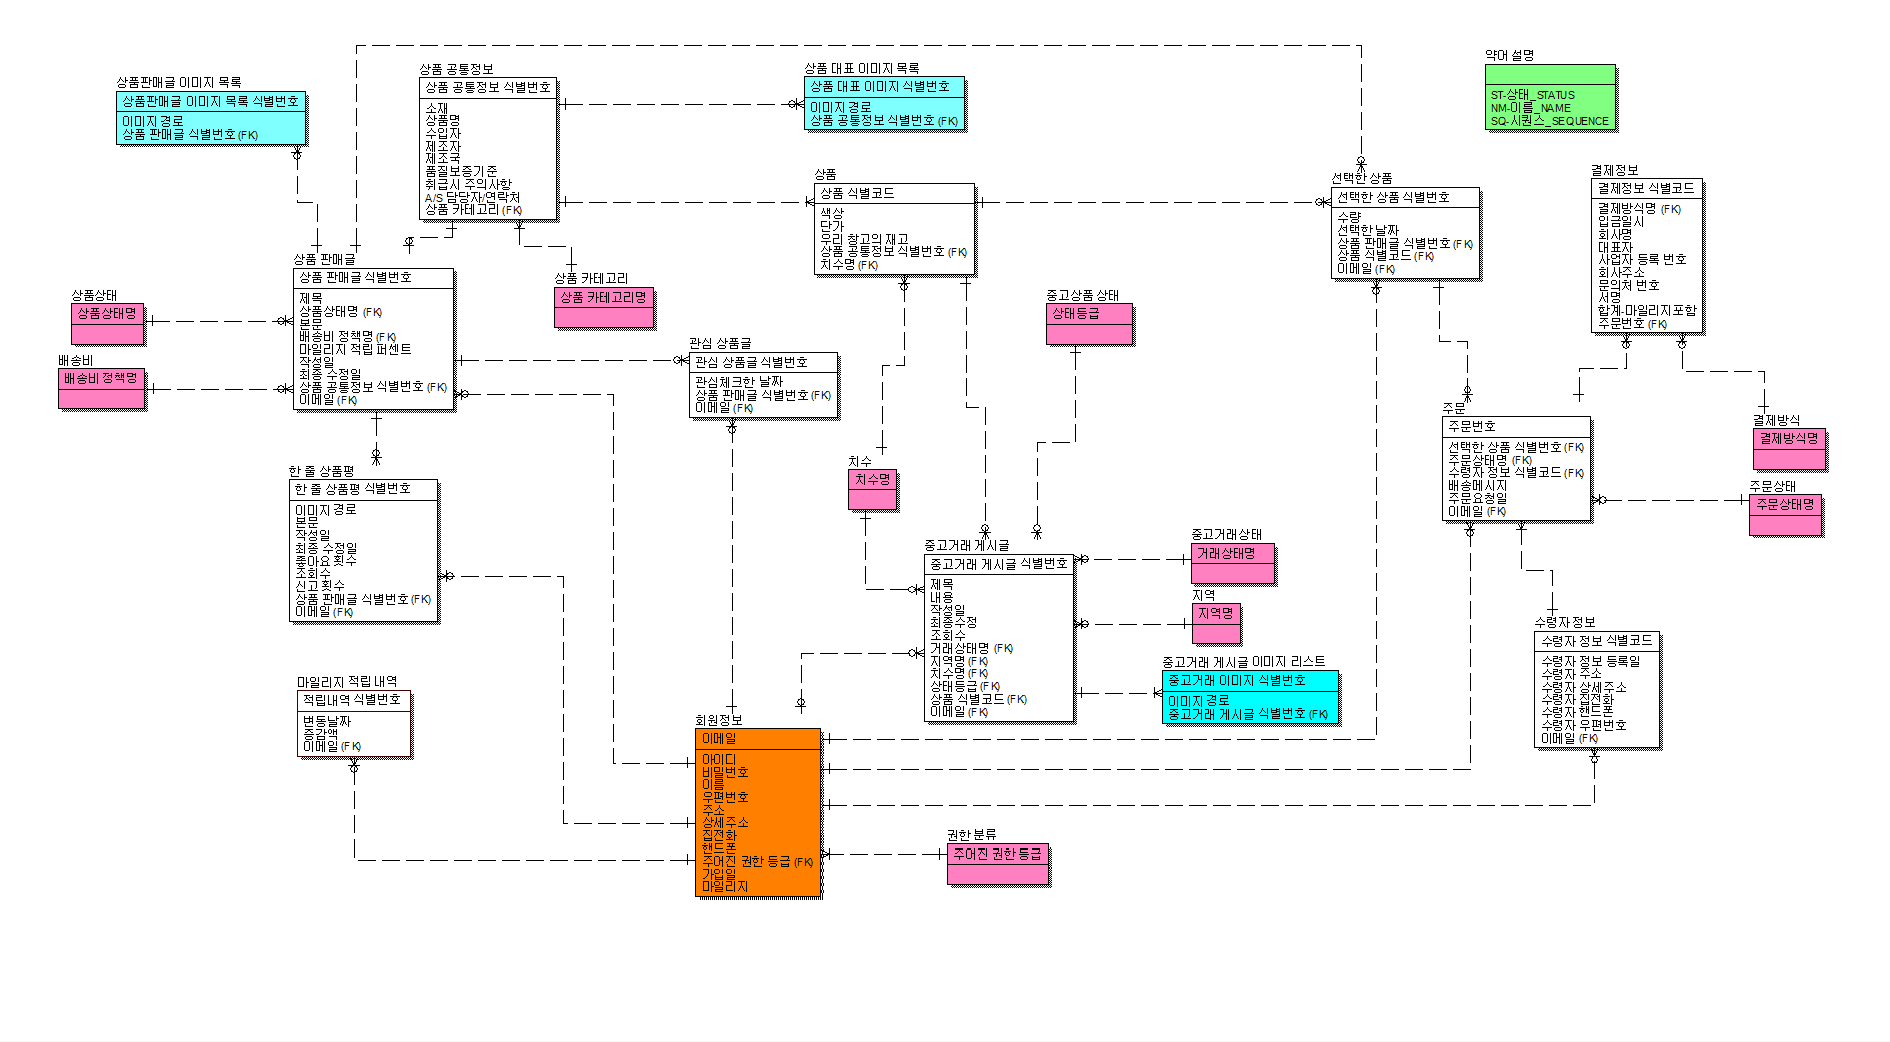 상품판매글 이미지 목록
상품판매글 이미지 목록 식별번호
이미지 경로
상품 판매글 식별번호 (FK)
상품 공통정보
상품 공통정보 식별번호
소재
상품명
수입자
제조자
제조국
품질보증기준
취급시 주의사항
A/S 담당자/연락처
상품 카테고리 (FK)
상품 대표 이미지 목록
상품 대표 이미지 식별번호
이미지 경로
상품 공통정보 식별번호 (FK)
약어 설명
ST-상태_STATUS
NM-이름_NAME
SQ-시퀀스_SEQUENCE
상품
상품 식별코드
색상
단가
우리 창고의 재고
상품 공통정보 식별번호 (FK)
치수명 (FK)
선택한 상품
선택한 상품 식별번호
수량
선택한 날짜
상품 판매글 식별번호 (FK)
상품 식별코드 (FK)
이메일 (FK)
결제정보
결제정보 식별코드
결제방식명 (FK)
입금일시
회사명
대표자
사업자 등록 번호
회사주소
문의처 번호
서명
합계-마일리지포함
주문번호 (FK)
상품 판매글
상품 판매글 식별번호
제목
상품상태명 (FK)
본문
배송비 정책명 (FK)
마일리지 적립 퍼센트
작성일
최종 수정일
상품 공통정보 식별번호 (FK)
이메일 (FK)
상품 카테고리
상품 카테고리명
상품상태
상품상태명
배송비
배송비 정책명
중고상품 상태
상태등급
관심 상품글
관심 상품글 식별번호
관심체크한 날짜
상품 판매글 식별번호 (FK)
이메일 (FK)
주문
주문번호
선택한 상품 식별번호 (FK)
주문상태명 (FK)
수령자 정보 식별코드 (FK)
배송메시지
주문요청일
이메일 (FK)
결제방식
결제방식명
주문상태
주문상태명
한 줄 상품평
한 줄 상품평 식별번호
이미지 경로
본문
작성일
최종 수정일
좋아요 횟수
조회수
신고 횟수
상품 판매글 식별번호 (FK)
이메일 (FK)
치수
치수명
중고거래 게시글
중고거래 게시글 식별번호
제목
내용
작성일
최종수정
조회수
거래상태명 (FK)
지역명 (FK)
치수명 (FK)
상태등급 (FK)
상품 식별코드 (FK)
이메일 (FK)
중고거래상태
거래상태명
지역
지역명
중고거래 게시글 이미지 리스트
중고거래 이미지 식별번호
이미지 경로
중고거래 게시글 식별번호 (FK)
수령자 정보
수령자 정보 식별코드
수령자 정보 등록일
수령자 주소
수령자 상세주소
수령자 집전화
수령자 핸드폰
수령자 우편번호
이메일 (FK)
마일리지 적립 내역
적립내역 식별번호
변동날짜
증감액
이메일 (FK)
회원정보
이메일
아이디
비밀번호
이름
우편번호
주소
상세주소
집전화
핸드폰
주어진 권한 등급 (FK)
가입일
마일리지
권한 분류
주어진 권한 등급